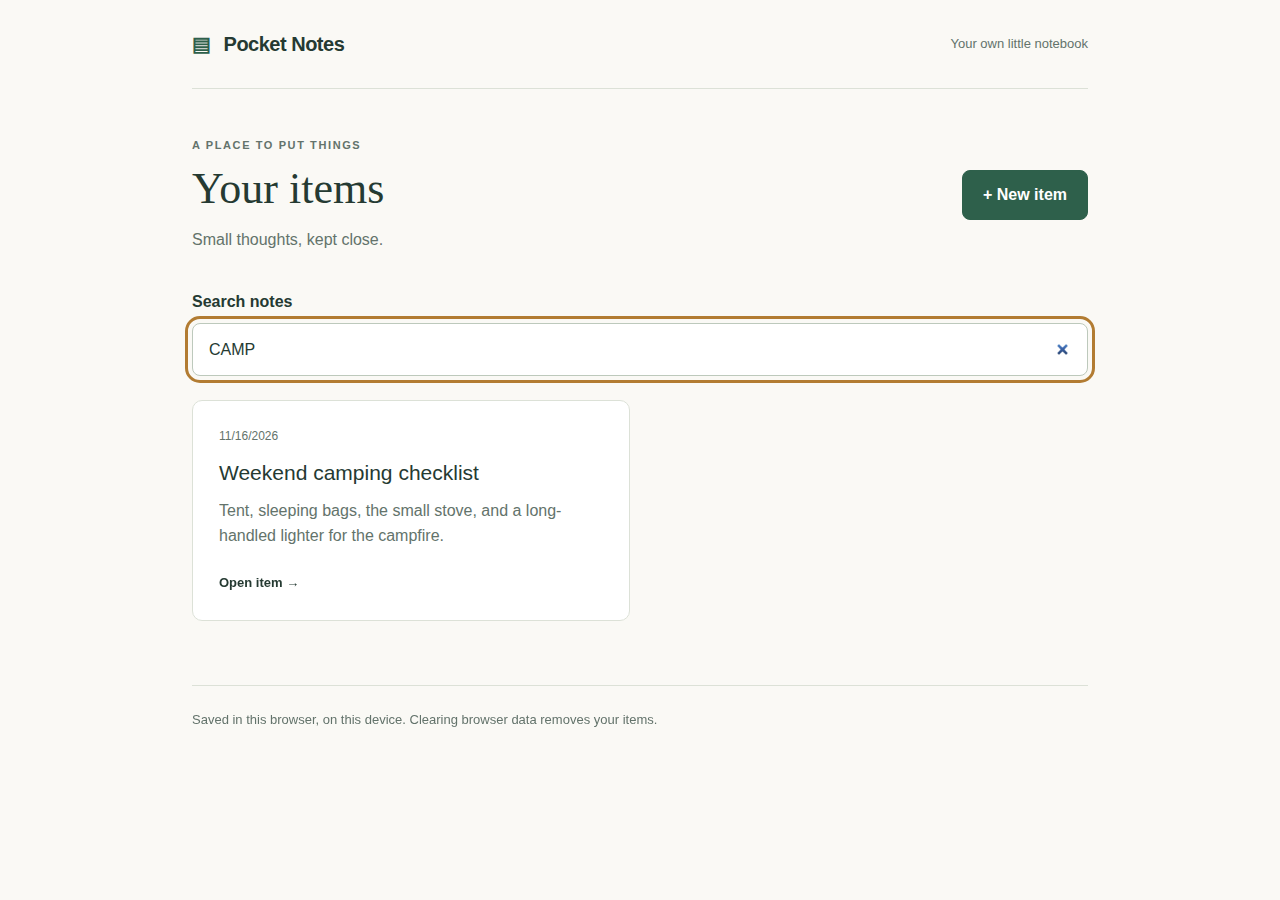 Pocket Notes
Your own little notebook
A PLACE TO PUT THINGS
Your items
+ New item
Small thoughts, kept close.
Search notes
CAMP
11/16/2026
Weekend camping checklist
Tent, sleeping bags, the small stove, and a long-
handled lighter for the campfire.
Open item →
Saved in this browser, on this device. Clearing browser data removes your items.